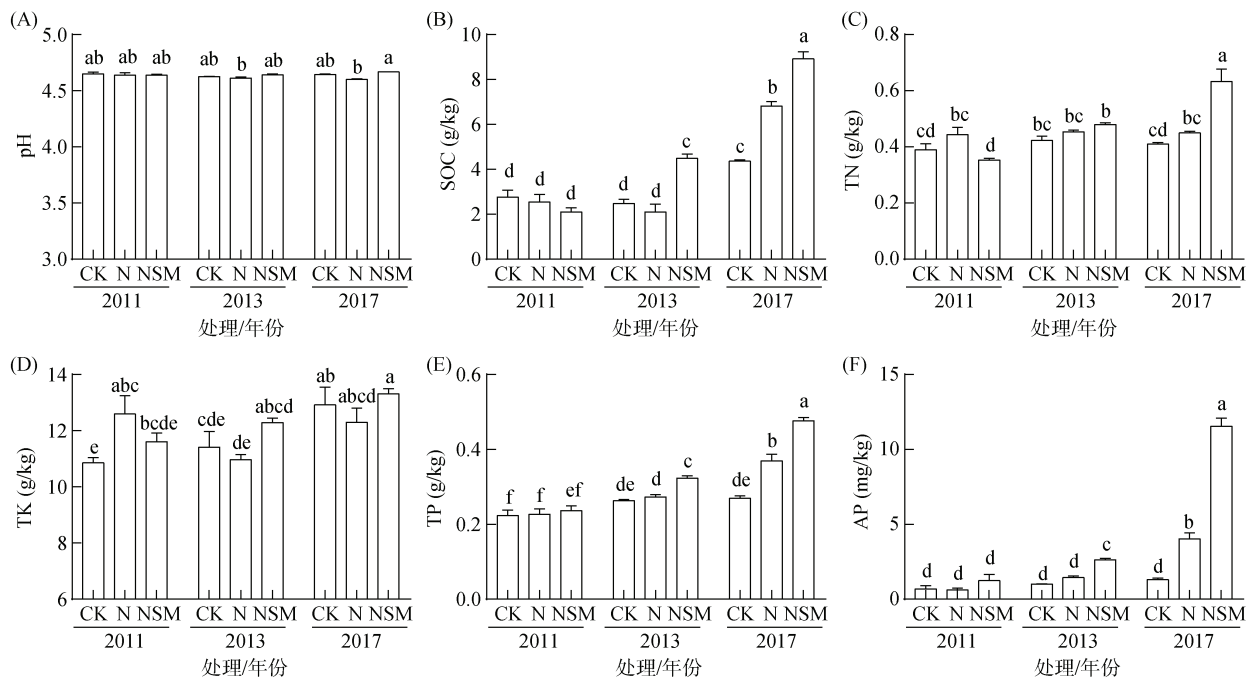 (A)
5.0
4.5
4.0
3.5
3.0
pH
ab ab ab ab b ab ab b a
CK N NSM CK N NSM CK N NSM
2011 2013 2017
处理/年份
(B)
10
8
6
4
2
0
SOC (g/kg)
d d d d d c c b a
CK N NSM CK N NSM CK N NSM
2011 2013 2017
处理/年份
(C)
0.8
0.6
0.4
0.2
0.0
TN (g/kg)
cd bc d bc bc b cd bc a
CK N NSM CK N NSM CK N NSM
2011 2013 2017
处理/年份
(D)
14
12
10
8
6
TK (g/kg)
e abc bcde cde de abcd ab abcd a
CK N NSM CK N NSM CK N NSM
2011 2013 2017
处理/年份
(E)
0.6
0.4
0.2
0.0
TP (g/kg)
f f ef de d c de b a
CK N NSM CK N NSM CK N NSM
2011 2013 2017
处理/年份
(F)
15
10
5
0
AP (mg/kg)
d d d d d c d b a
CK N NSM CK N NSM CK N NSM
2011 2013 2017
处理/年份